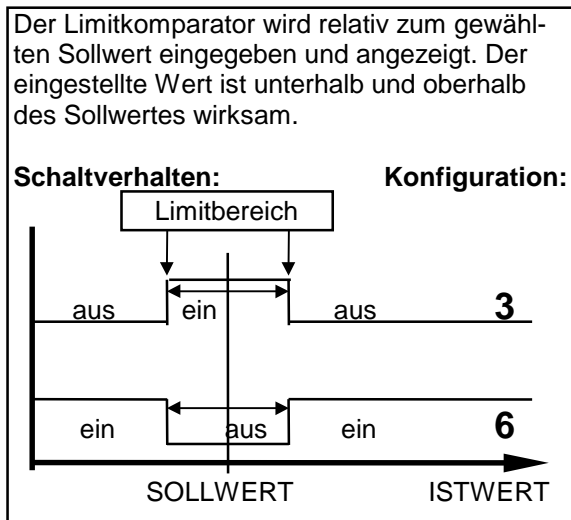 Der Limitkomparator wird relativ zum gewähl-
ten Sollwert eingegeben und angezeigt. Der
eingestellte Wert ist unterhalb und oberhalb
des Sollwertes wirksam.
Schaltverhalten: Konfiguration:
Limitbereich
aus ein aus 3
ein aus ein 6
SOLLWERT ISTWERT